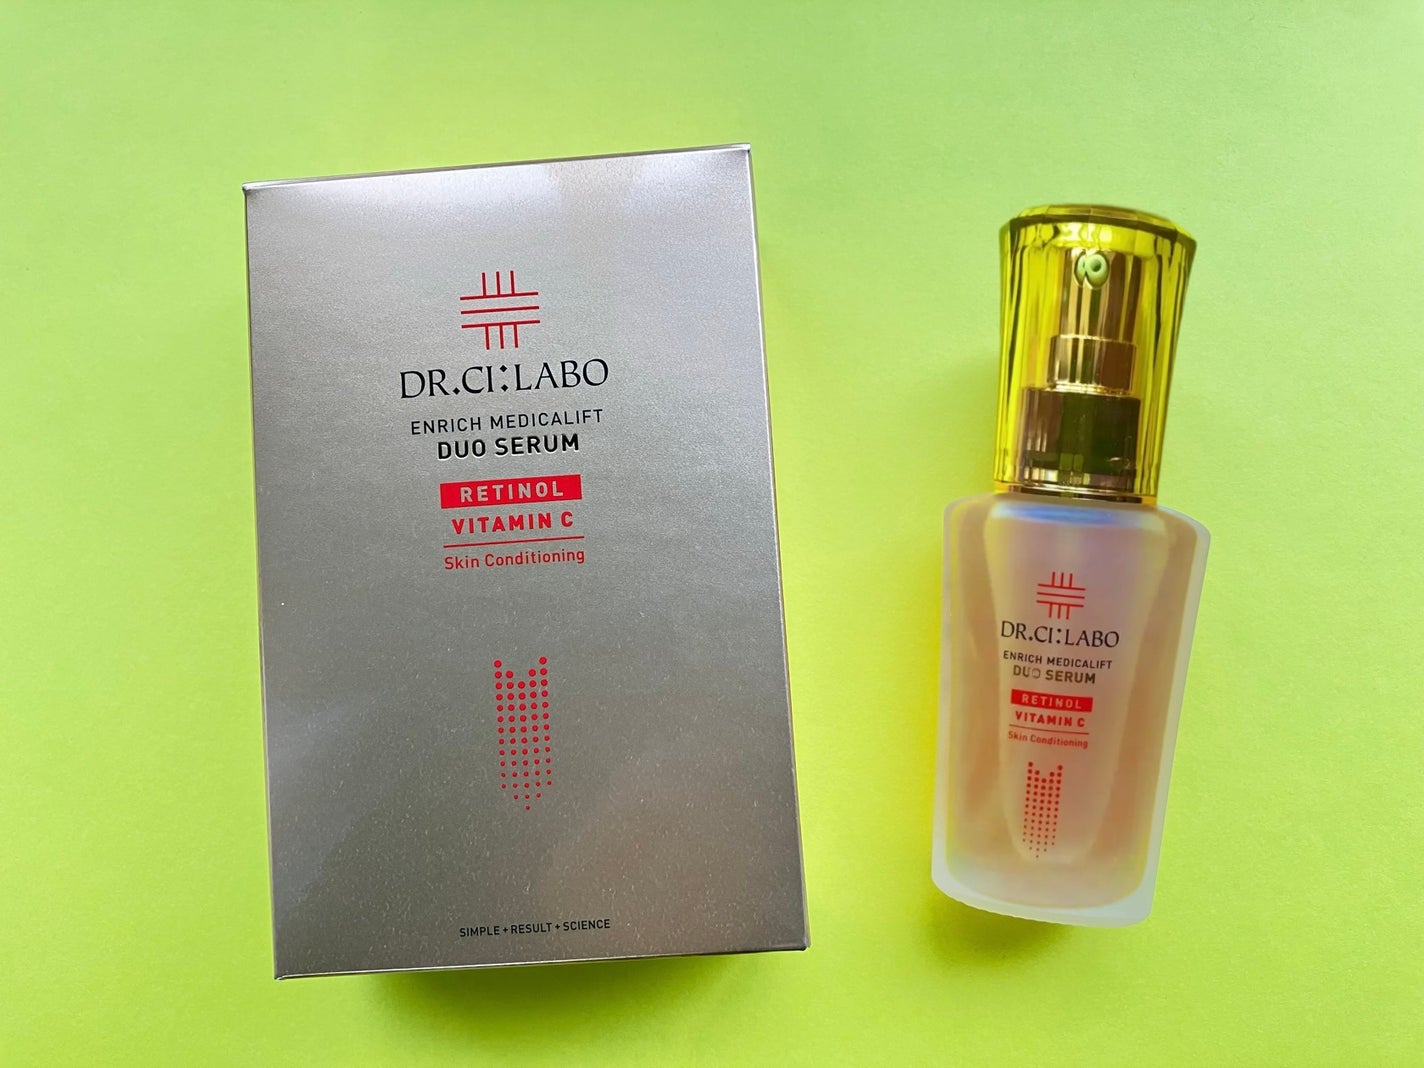 DR.CI:LABO
ENRICH MEDICALIFT
DUO SERUM
RETINOL
VITAMIN C
Skin Conditioning
SIMPLE+RESULT+SCIENCE
DR.CI:LABO
ENRICH MEDICALIFT
DUO SERUM
RETINOL
VITAMIN C
Skin Conditioning